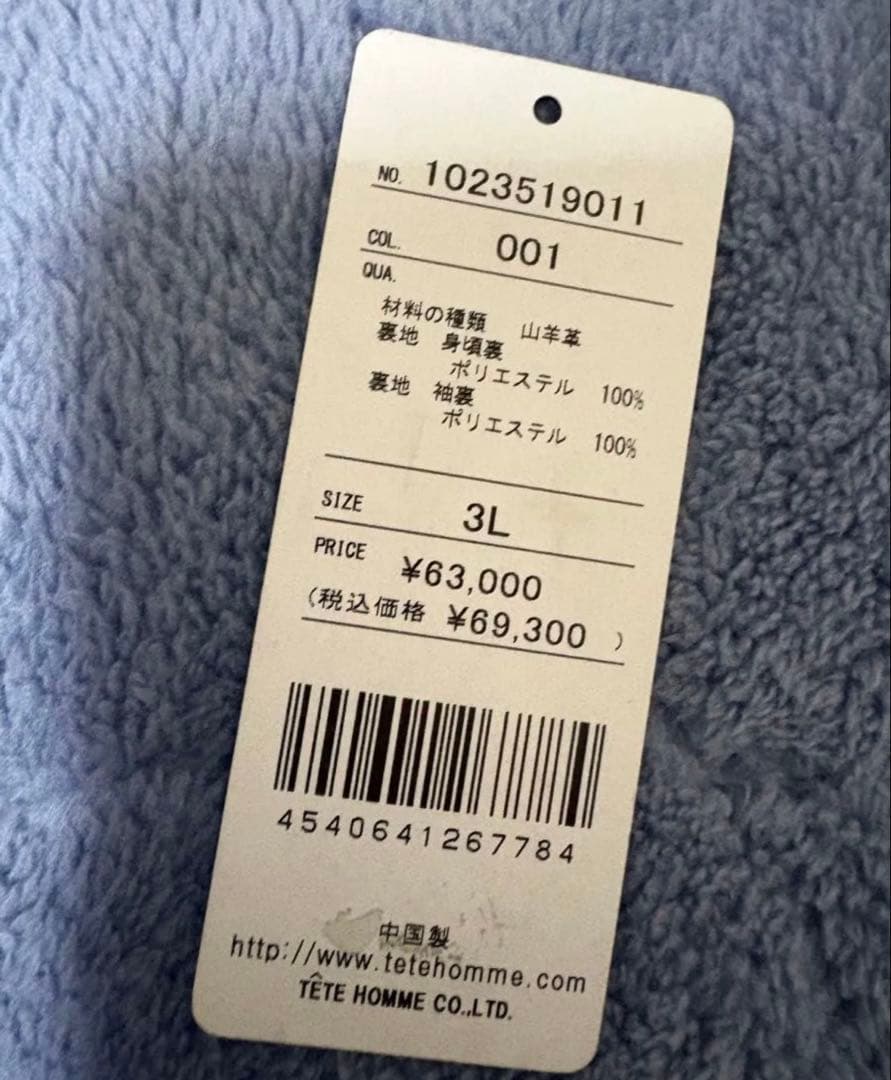 NO. 1023519011
COL. 001
QUA.
材料の種類 山羊革
裏地 身頃裏
ポリエステル 100%
裏地 袖裏
ポリエステル 100%
SIZE 3L
PRICE ¥63,000
(税込価格 ¥69,300 )
4540641267784
中国製
http://www.tetehomme.com
TÊTE HOMME CO.,LTD.